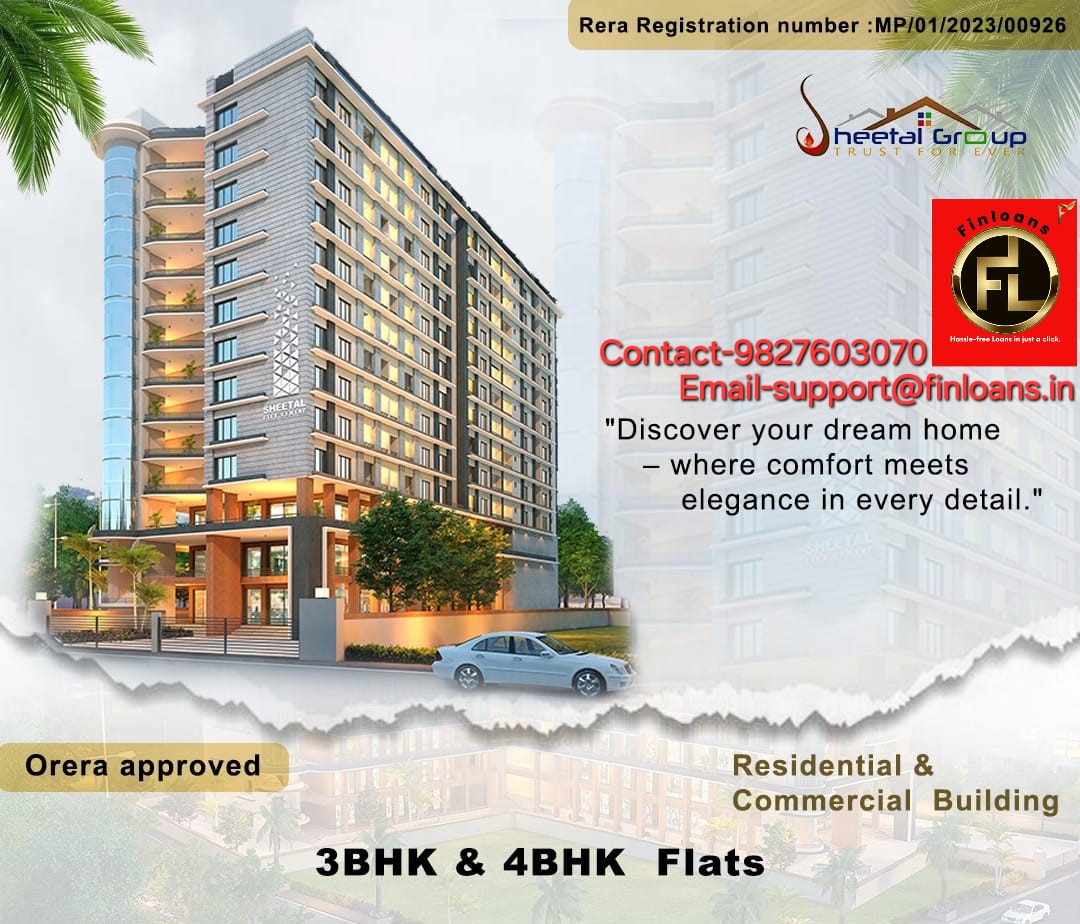 Rera Registration number :MP/01/2023/00926
Sheetal Group
TRUST FOR EVER
Finloans
F
FL
Hassle-free Loans in just a click.
Contact-9827603070
Email-support@finloans.in
"Discover your dream home
– where comfort meets
elegance in every detail."
SHEETAL
Orera approved
Residential &
Commercial Building
3BHK & 4BHK Flats